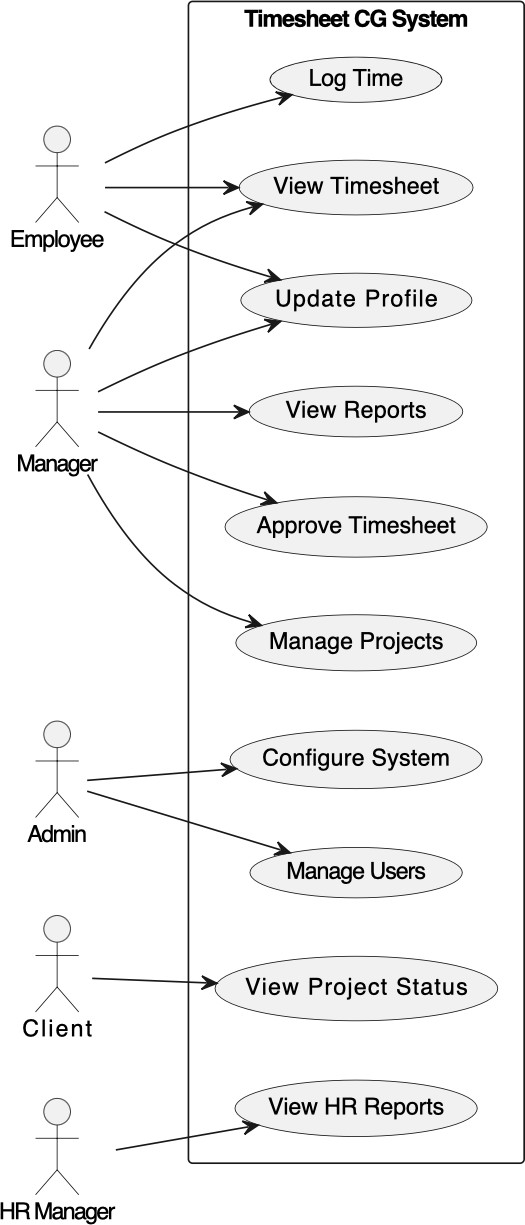 Timesheet CG System
Log Time
View Timesheet
Employee
Update Profile
View Reports
Manager
Approve Timesheet
Manage Projects
Configure System
Admin
Manage Users
View Project Status
Client
View HR Reports
HR Manager